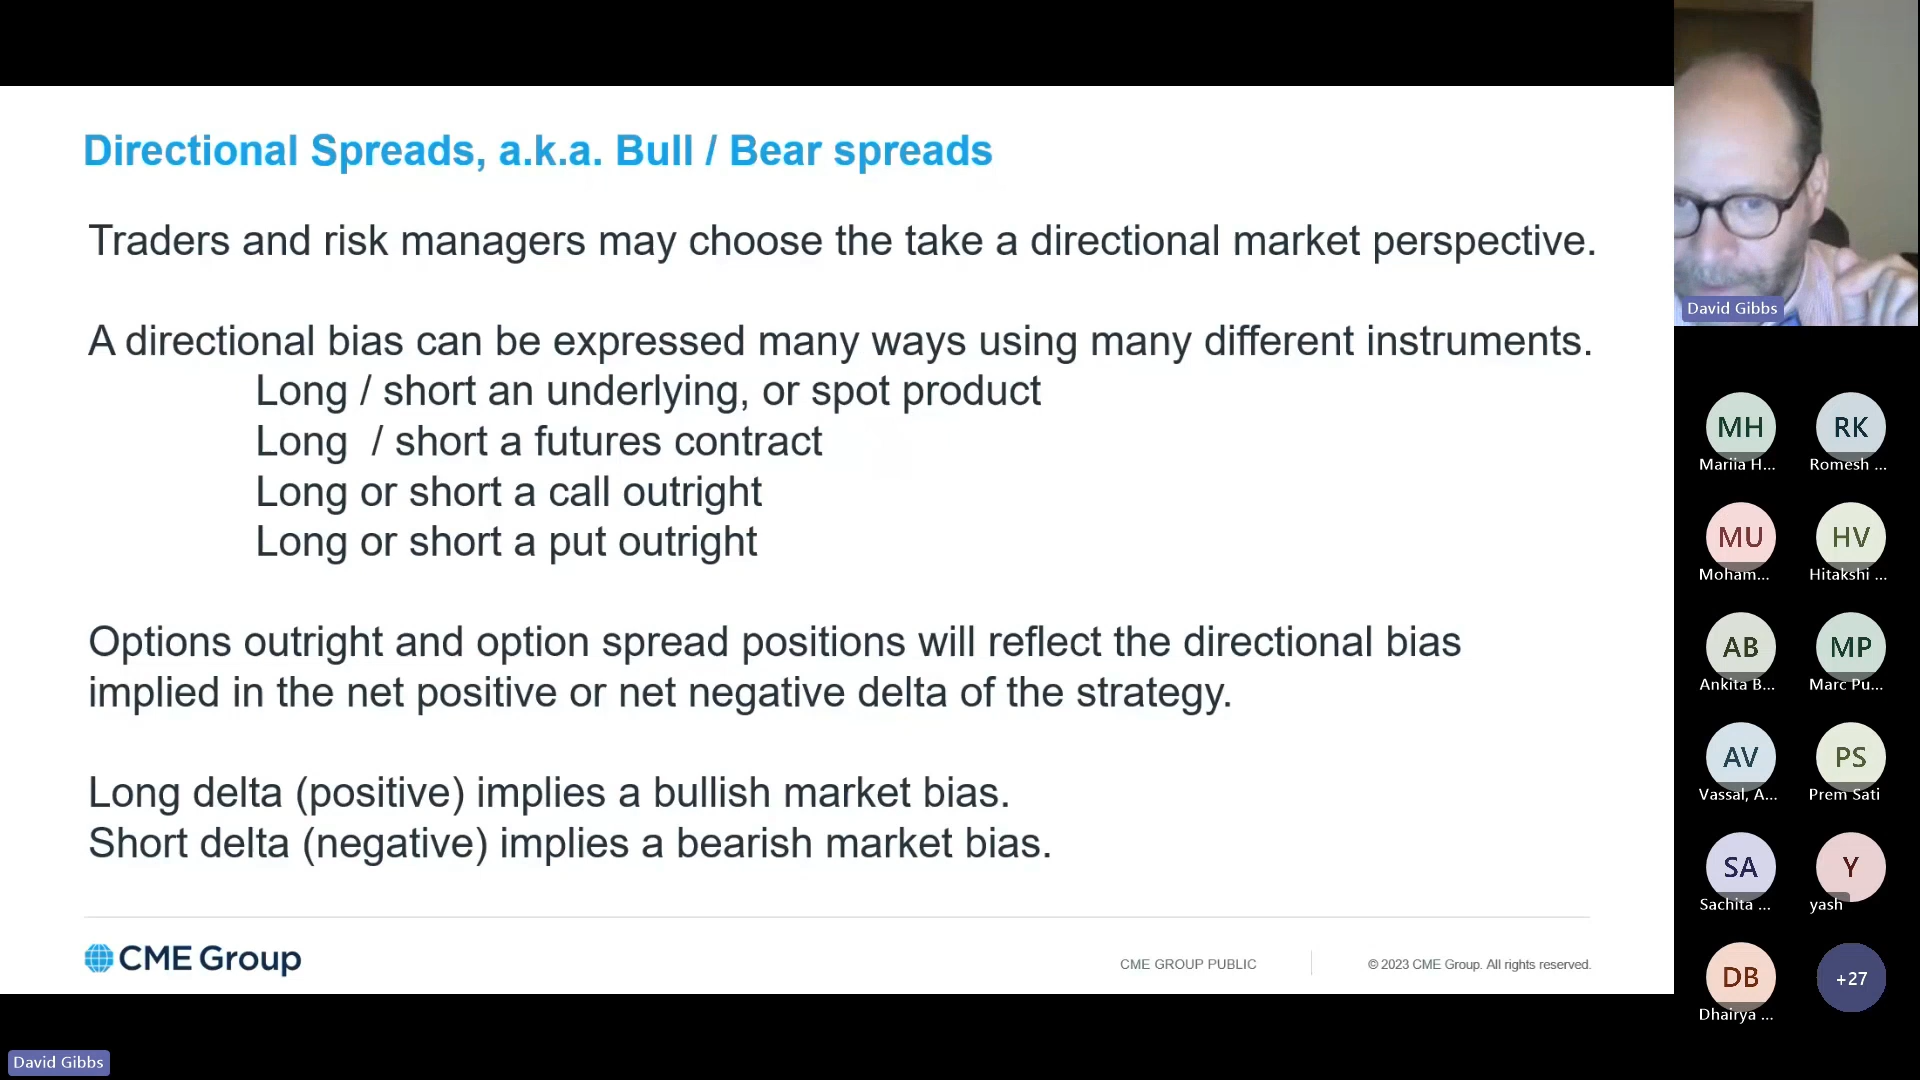 Directional Spreads, a.k.a. Bull / Bear spreads
Traders and risk managers may choose the take a directional market perspective.
A directional bias can be expressed many ways using many different instruments.
Long / short an underlying, or spot product
Long / short a futures contract
Long or short a call outright
Long or short a put outright
Options outright and option spread positions will reflect the directional bias
implied in the net positive or net negative delta of the strategy.
Long delta (positive) implies a bullish market bias.
Short delta (negative) implies a bearish market bias.
CME Group
CME GROUP PUBLIC
© 2023 CME Group. All rights reserved.
David Gibbs
MH
RK
Mariia H...
Romesh ...
MU
HV
Moham...
Hitakshi ...
AB
MP
Ankita B...
Marc Pu...
AV
PS
Vassal, A...
Prem Sati
SA
Y
Sachita ...
yash
DB
+27
Dhairya ...
David Gibbs